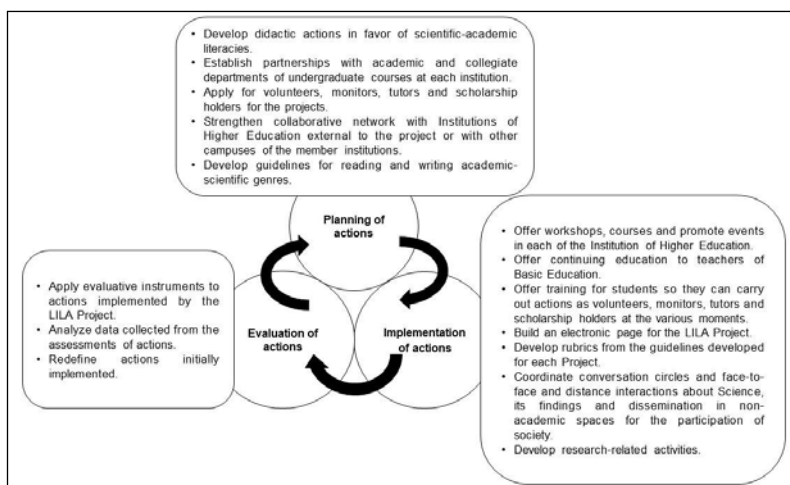 • Develop didactic actions in favor of scientific-academic
literacies.
• Establish partnerships with academic and collegiate
departments of undergraduate courses at each institution.
• Apply for volunteers, monitors, tutors and scholarship
holders for the projects.
• Strengthen collaborative network with Institutions of
Higher Education external to the project or with other
campuses of the member institutions.
• Develop guidelines for reading and writing academic-
scientific genres.
Planning of
actions
• Apply evaluative instruments to
actions implemented by the
LILA Project.
• Analyze data collected from the
assessments of actions.
• Redefine actions initially
implemented.
Evaluation of
actions
Implementation
of actions
• Offer workshops, courses and promote events
in each of the Institution of Higher Education.
• Offer continuing education to teachers of
Basic Education.
• Offer training for students so they can carry
out actions as volunteers, monitors, tutors and
scholarship holders at the various moments.
• Build an electronic page for the LILA Project.
• Develop rubrics from the guidelines developed
for each Project.
• Coordinate conversation circles and face-to-
face and distance interactions about Science,
its findings and dissemination in non-
academic spaces for the participation of
society.
• Develop research-related activities.